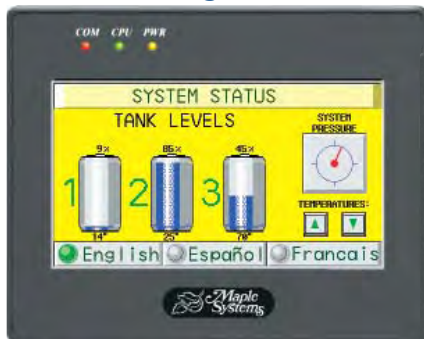 COM CPU PWR
SYSTEM STATUS
TANK LEVELS
SYSTEM
PRESSURE
9%
85%
45%
1
2
3
TEMPERATURES:
14°
25°
70°
English
Español
Francais
Maple
Systems